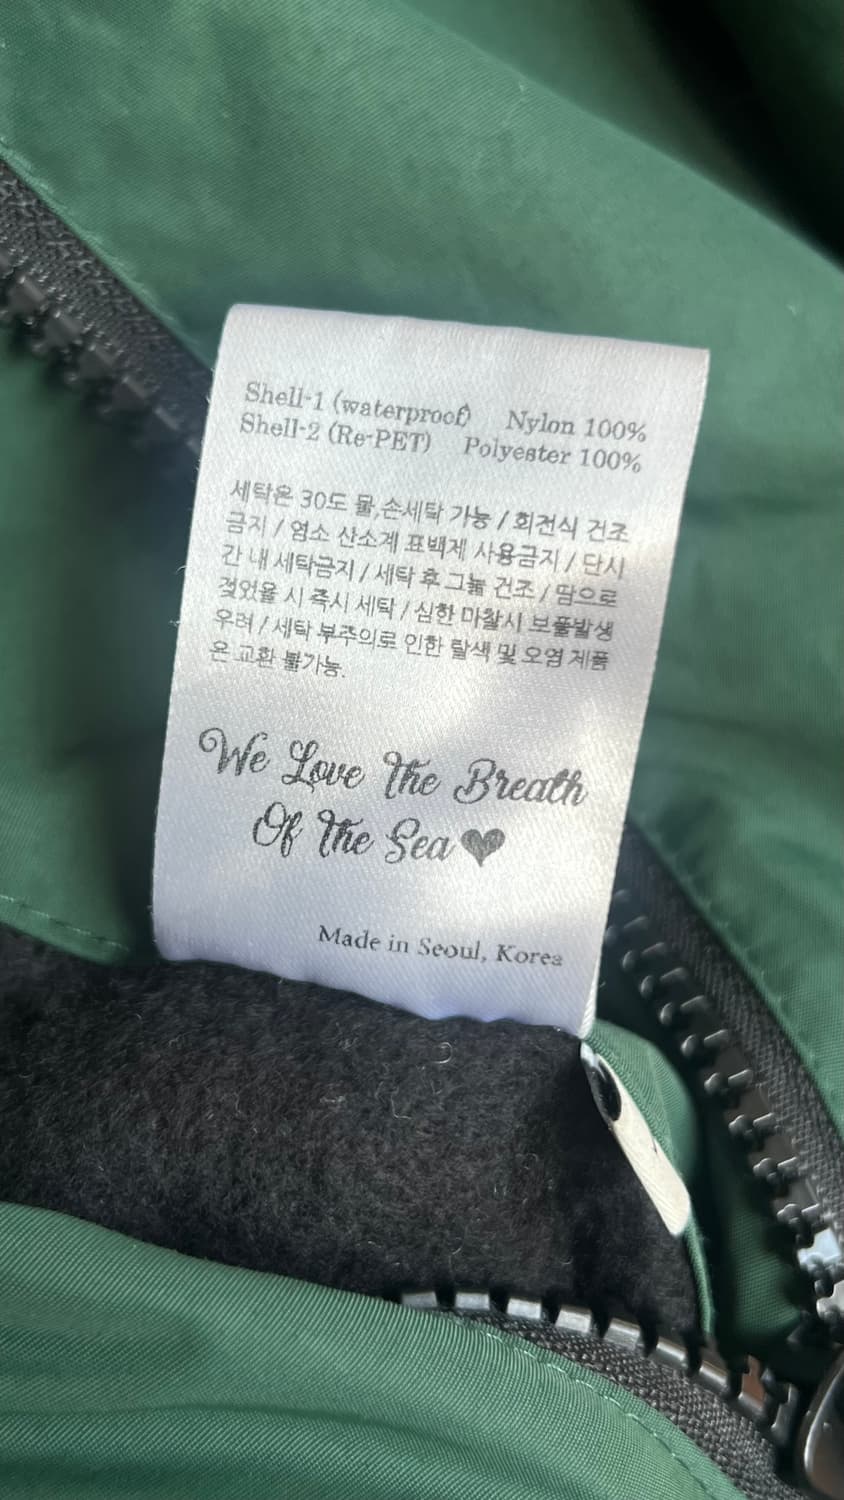 Shell-1 (waterproof) Nylon 100%
Shell-2 (Re-PET) Polyester 100%
세탁은 30도 물,손세탁 가능 / 회전식 건조
금지 / 염소 산소계 표백제 사용금지 / 단시
간 내 세탁금지 / 세탁 후 그늘 건조 / 땀으로
젖었을 시 즉시 세탁 / 심한 마찰시 보풀발생
우려 / 세탁 부주의로 인한 탈색 및 오염 제품
은 교환 불가능.
We Love The Breath
Of The Sea♥
Made in Seoul, Korea